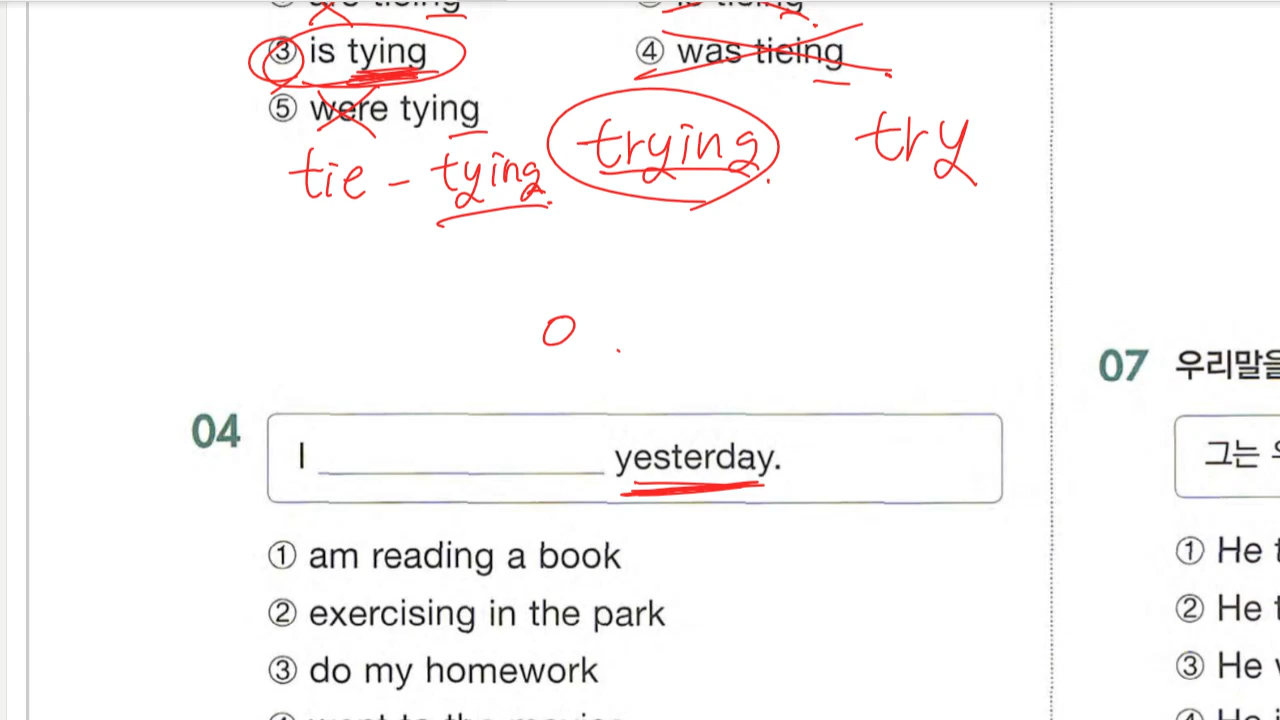 ③ is tying
④ was tieing
⑤ were tying
tie - tying
trying
try
04
I ____________ yesterday.
① am reading a book
② exercising in the park
③ do my homework
07 우리말을
그는
① He
② He
③ He